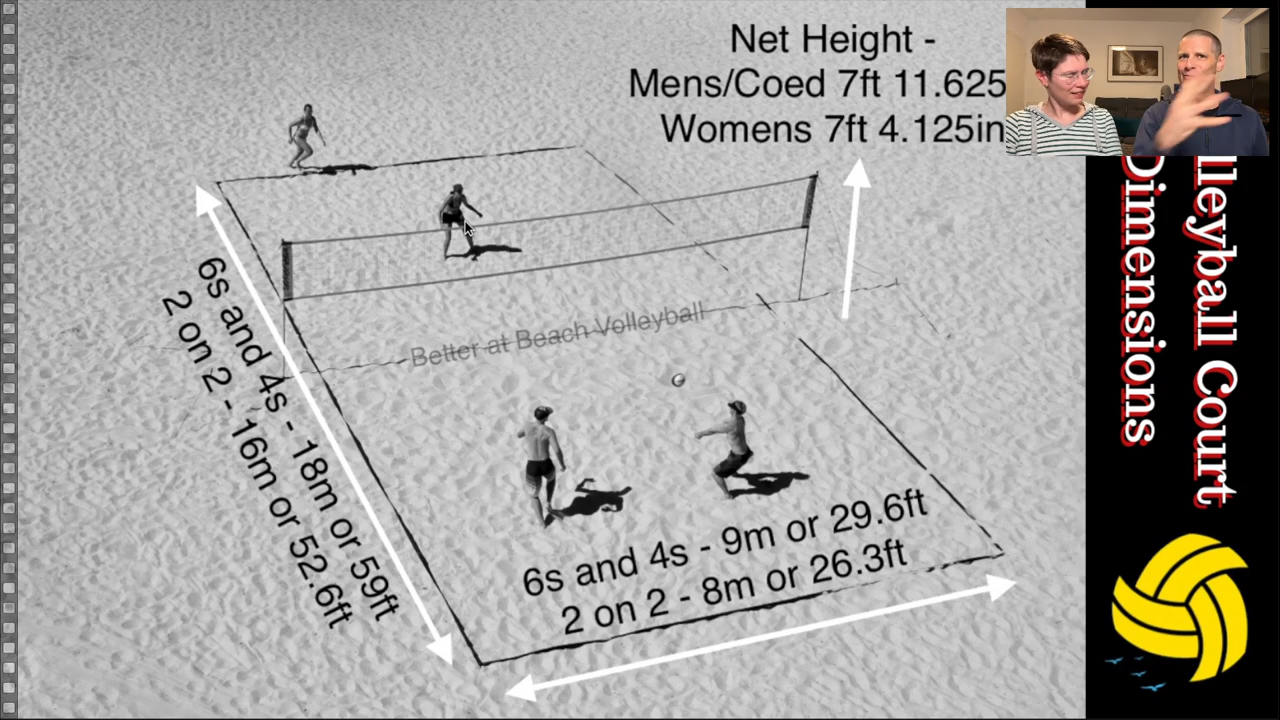 Net Height -
Mens/Coed 7ft 11.625
Womens 7ft 4.125in
6s and 4s - 18m or 59ft
2 on 2 - 16m or 52.6ft
Better at Beach Volleyball
6s and 4s - 9m or 29.6ft
2 on 2 - 8m or 26.3ft
lleyball Court
Dimensions